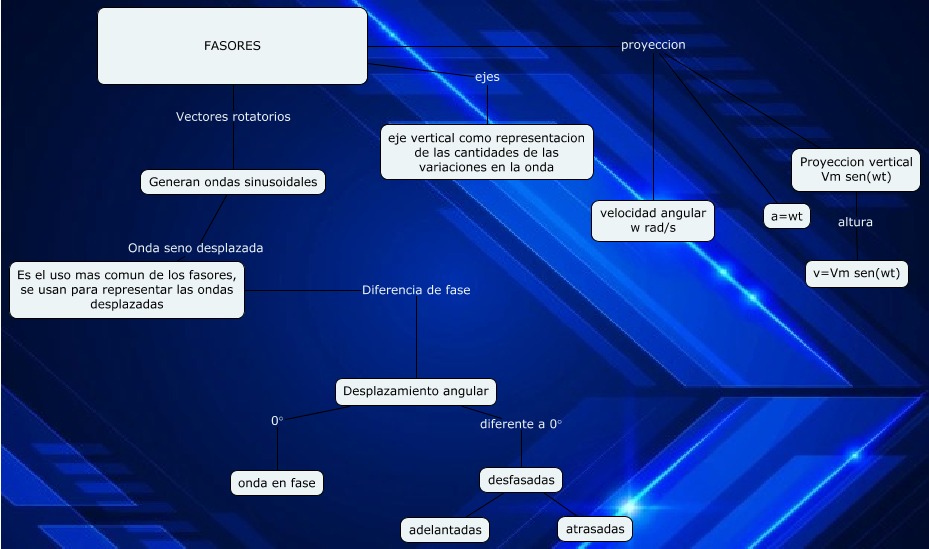 FASORES
proyeccion
ejes
Vectores rotatorios
eje vertical como representacion
de las cantidades de las
variaciones en la onda
Proyeccion vertical
Vm sen(wt)
Generan ondas sinusoidales
velocidad angular
w rad/s
a=wt
altura
Onda seno desplazada
v=Vm sen(wt)
Es el uso mas comun de los fasores,
se usan para representar las ondas
desplazadas
Diferencia de fase
Desplazamiento angular
0°
diferente a 0°
onda en fase
desfasadas
adelantadas
atrasadas